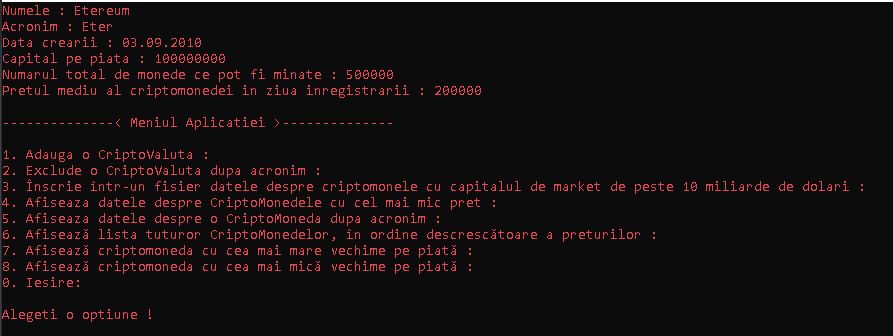 Numele : Etereum
Acronim : Eter
Data crearii : 03.09.2010
Capital pe piata : 100000000
Numarul total de monede ce pot fi minate : 500000
Pretul mediu al criptomonedei in ziua inregistrarii : 200000
--------------< Meniul Aplicatiei >--------------
1. Adauga o CriptoValuta :
2. Exclude o CriptoValuta dupa acronim :
3. Înscrie într-un fisier datele despre criptomonele cu capitalul de market de peste 10 miliarde de dolari :
4. Afiseaza datele despre CriptoMonedele cu cel mai mic pret :
5. Afiseaza datele despre o CriptoMoneda dupa acronim :
6. Afisează lista tuturor CriptoMonedelor, în ordine descrescătoare a preturilor :
7. Afisează criptomoneda cu cea mai mare vechime pe piată :
8. Afisează criptomoneda cu cea mai mică vechime pe piată :
0. Iesire:
Alegeti o optiune !